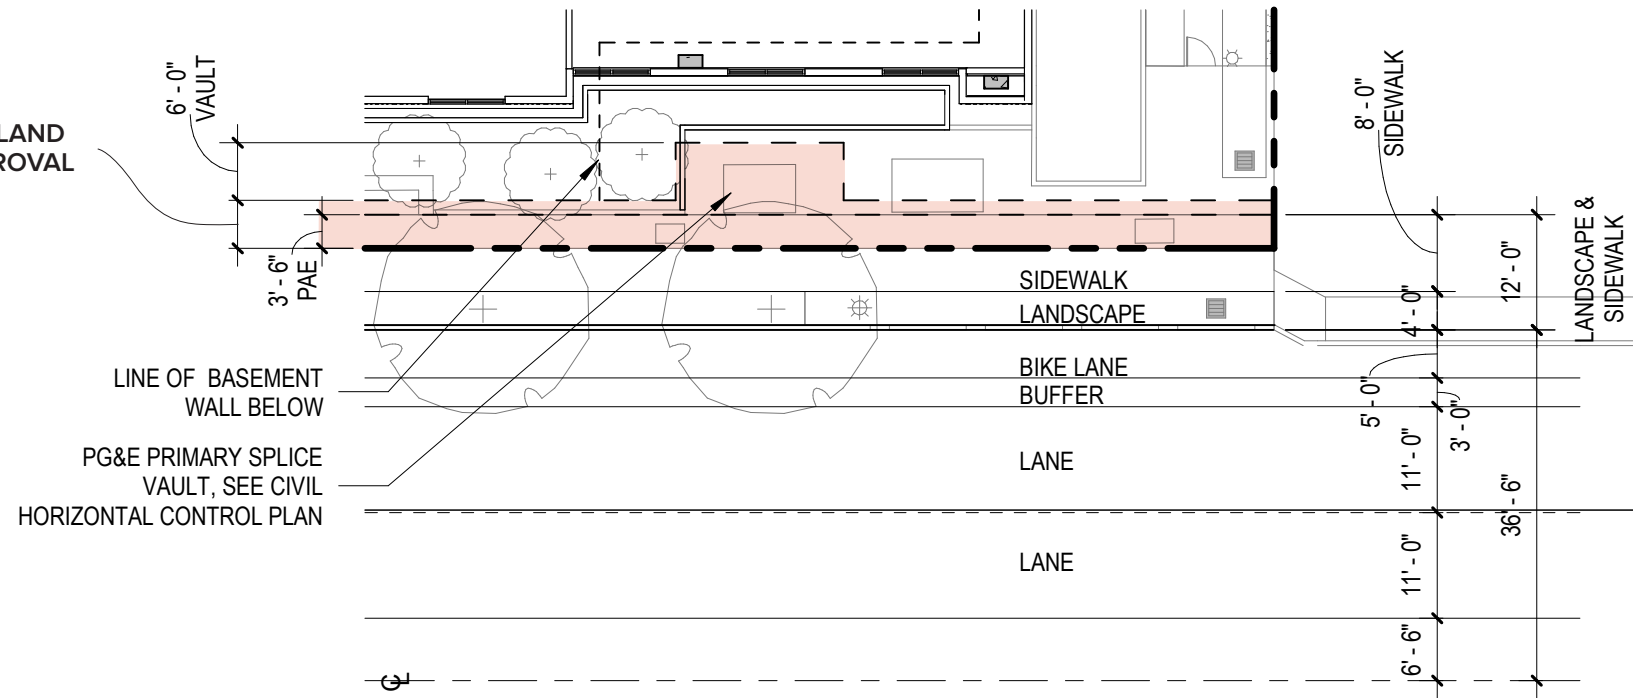 6' - 0"
VAULT
LAND
ROVAL
3' - 6"
PAE
8' - 0"
SIDEWALK
12' - 0"
LANDSCAPE &
SIDEWALK
SIDEWALK
LANDSCAPE
4' - 0"
BIKE LANE
BUFFER
5' - 0"
3' - 0"
LINE OF BASEMENT
WALL BELOW
PG&E PRIMARY SPLICE
VAULT, SEE CIVIL
HORIZONTAL CONTROL PLAN
LANE
11' - 0"
36' - 6"
LANE
11' - 0"
6' - 6"
℄